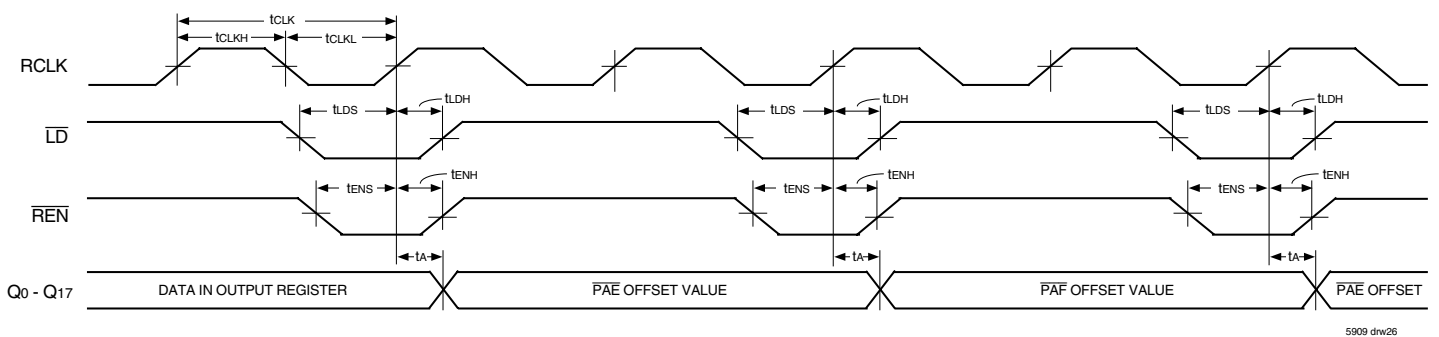 tCLK
tCLKH tCLKL
RCLK
tLDS tLDH tLDS tLDH tLDS tLDH
LD
tENS tENH tENS tENH tENS tENH
REN
tA tA tA
Q0 - Q17 DATA IN OUTPUT REGISTER PAE OFFSET VALUE PAF OFFSET VALUE PAE OFFSET
5909 drw26